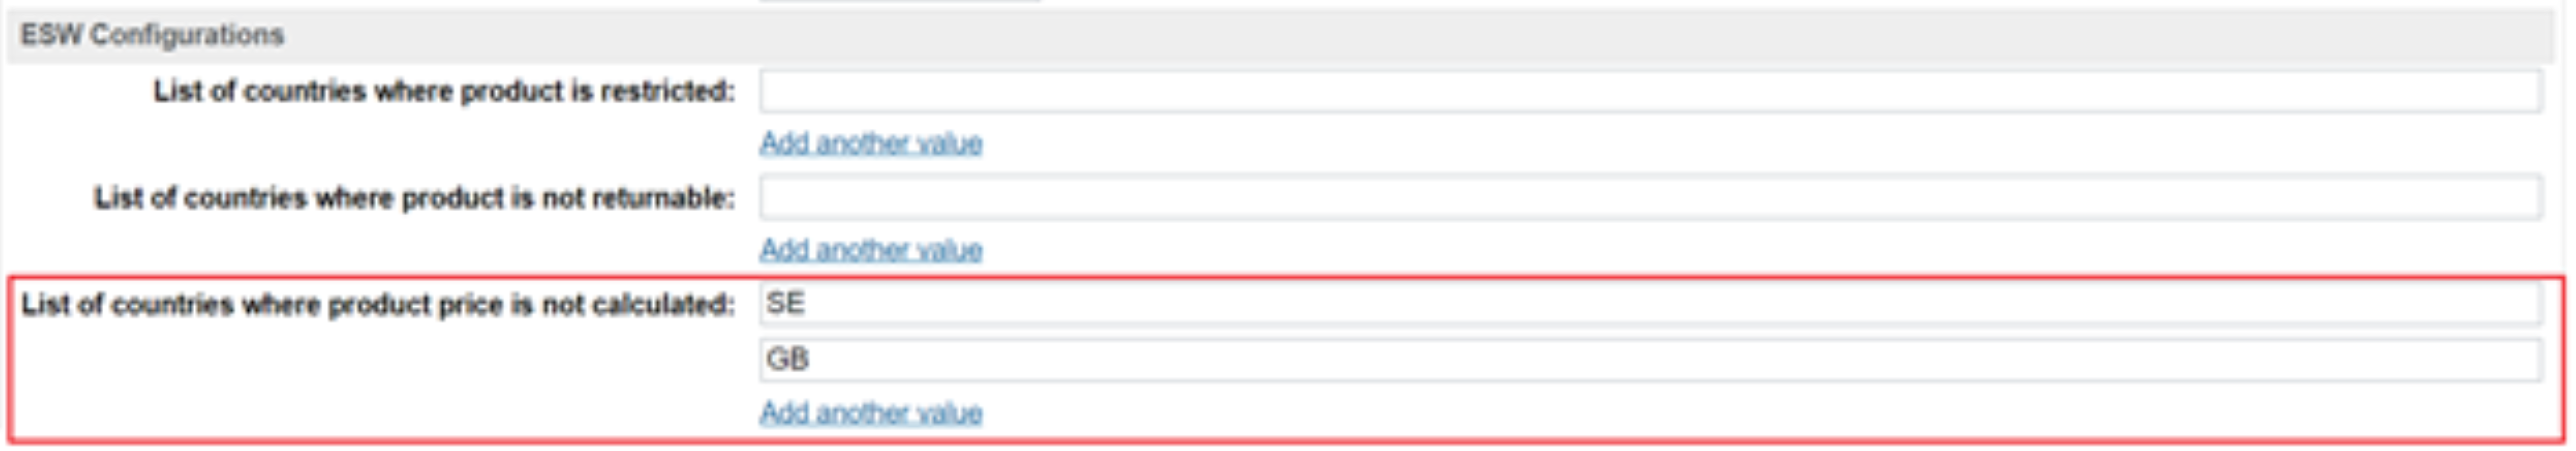 ESW Configurations
List of countries where product is restricted:
Add another value
List of countries where product is not returnable:
Add another value
List of countries where product price is not calculated: SE
GB
Add another value